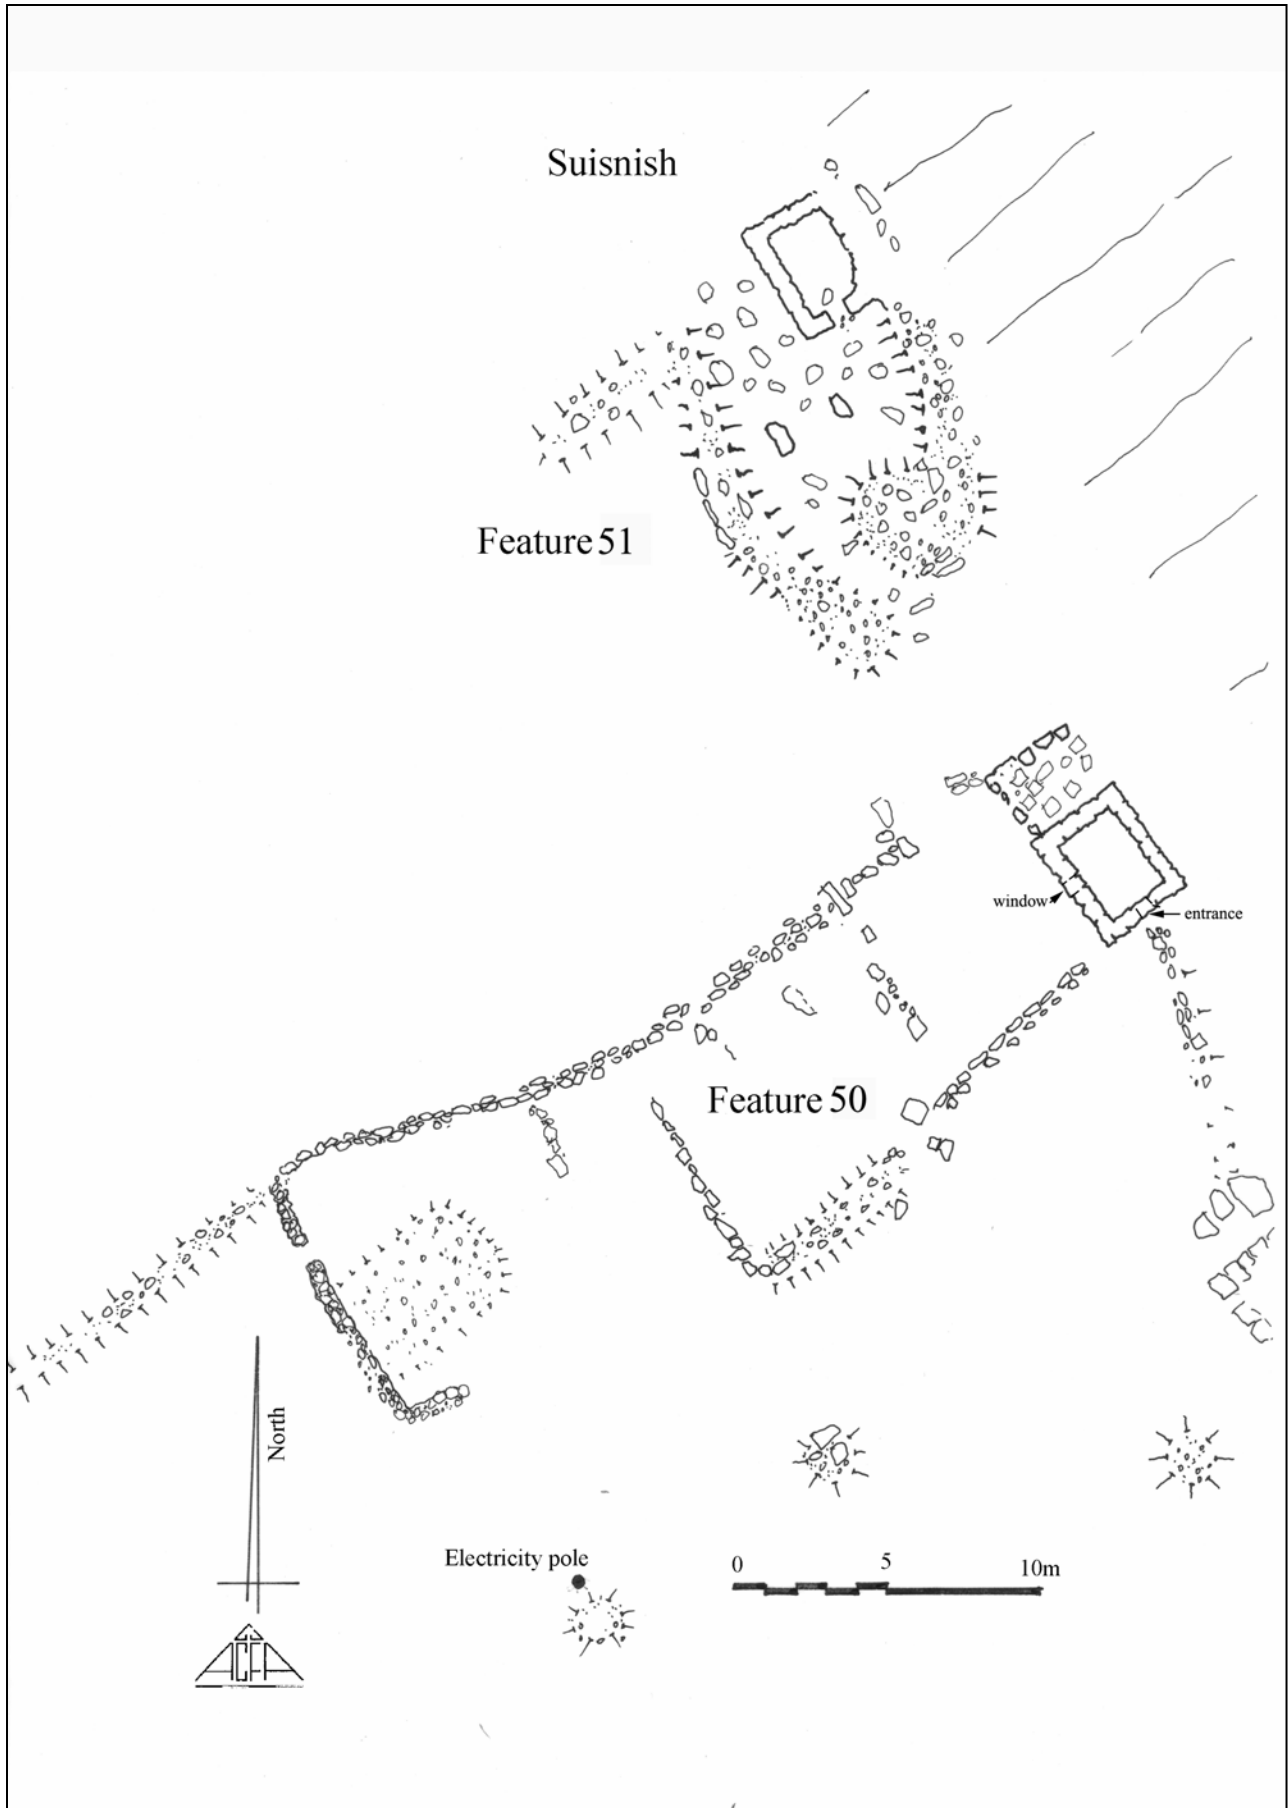 Suisnish
Feature 51
window
entrance
Feature 50
North
Electricity pole
0 5 10m
ACFA